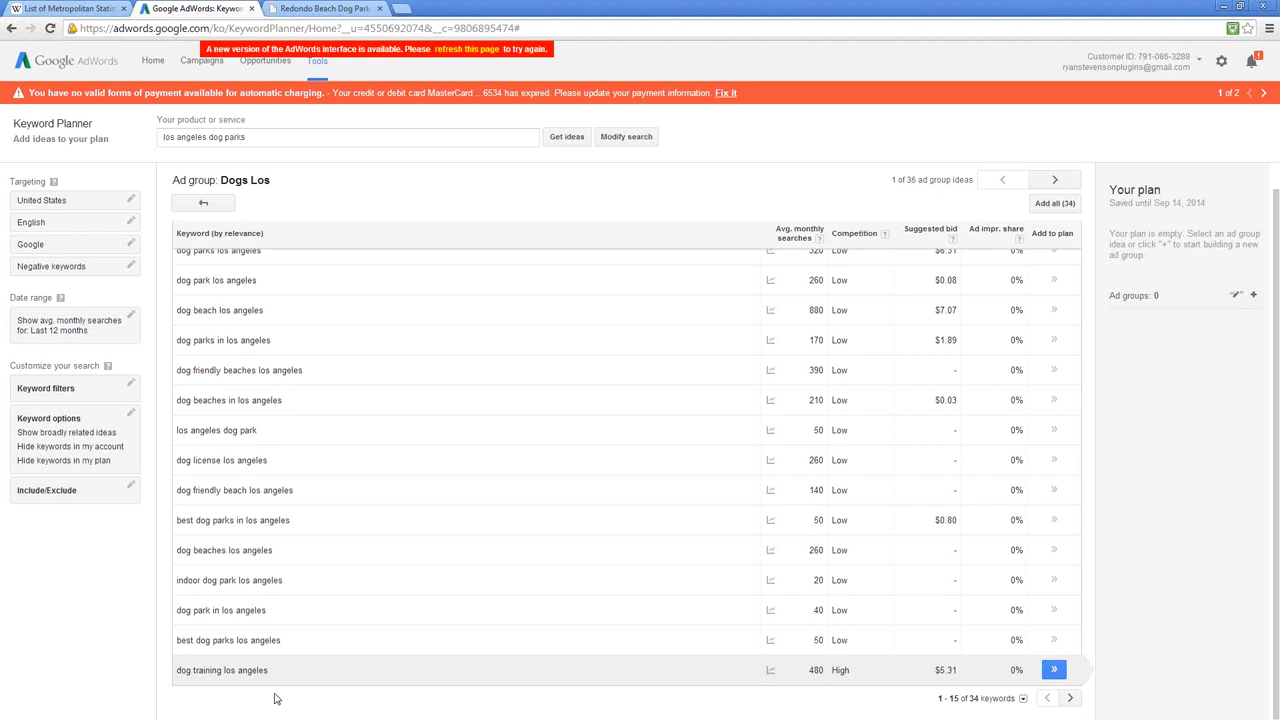 List of Metropolitan Statist
Google AdWords: Keywor
Redondo Beach Dog Park
https://adwords.google.com/ko/KeywordPlanner/Home?__u=4550692074&__c=9806895474#
A new version of the AdWords interface is available. Please refresh this page to try again.
Google AdWords
Home
Campaigns
Opportunities
Tools
Customer ID: 791-086-3288
ryanstevensonplugins@gmail.com
You have no valid forms of payment available for automatic charging. - Your credit or debit card MasterCard ...6534 has expired. Please update your payment information. Fix it
1 of 2
Keyword Planner
Add ideas to your plan
Your product or service
los angeles dog parks
Get ideas
Modify search
Targeting ?
United States
English
Google
Negative keywords
Date range ?
Show avg. monthly searches
for: Last 12 months
Customize your search ?
Keyword filters
Keyword options
Show broadly related ideas
Hide keywords in my account
Hide keywords in my plan
Include/Exclude
Ad group: Dogs Los
1 of 36 ad group ideas
Add all (34)
Keyword (by relevance) Avg. monthly searches ? Competition ? Suggested bid ? Ad impr. share ? Add to plan
dog parks los angeles 320 Low $6.31 0% »
dog park los angeles 260 Low $0.08 0% »
dog beach los angeles 880 Low $7.07 0% »
dog parks in los angeles 170 Low $1.89 0% »
dog friendly beaches los angeles 390 Low - 0% »
dog beaches in los angeles 210 Low $0.03 0% »
los angeles dog park 50 Low - 0% »
dog license los angeles 260 Low - 0% »
dog friendly beach los angeles 140 Low - 0% »
best dog parks in los angeles 50 Low $0.80 0% »
dog beaches los angeles 260 Low - 0% »
indoor dog park los angeles 20 Low - 0% »
dog park in los angeles 40 Low - 0% »
best dog parks los angeles 50 Low - 0% »
dog training los angeles 480 High $5.31 0% »
1 - 15 of 34 keywords
Your plan
Saved until Sep 14, 2014
Your plan is empty. Select an ad group
idea or click "+" to start building a new
ad group.
Ad groups: 0